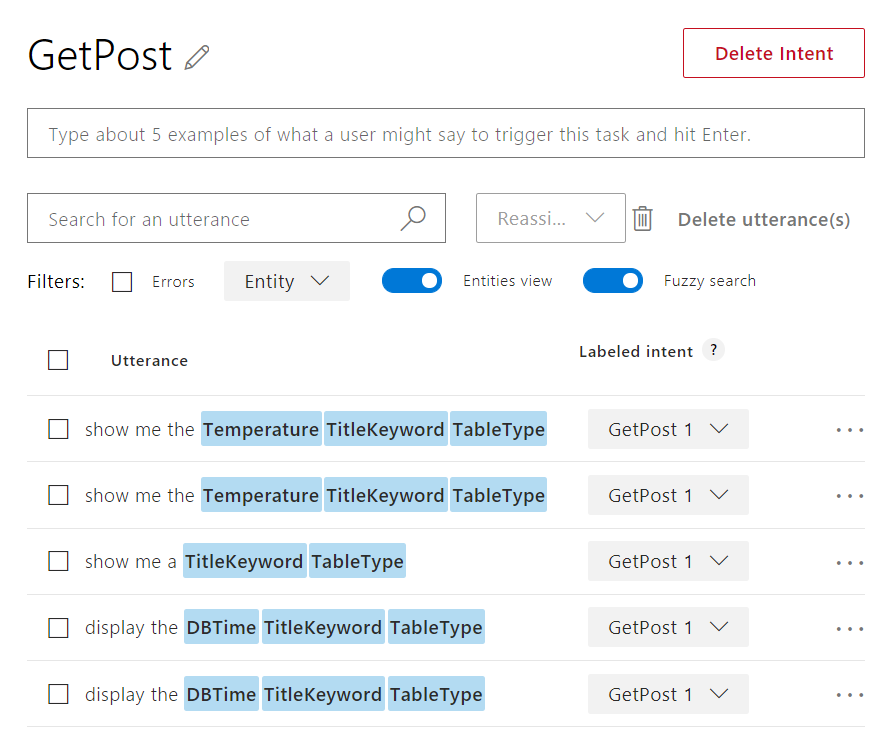 GetPost
Delete Intent
Type about 5 examples of what a user might say to trigger this task and hit Enter.
Search for an utterance
Reassi...
Delete utterance(s)
Filters:
Errors
Entity
Entities view
Fuzzy search
Utterance
Labeled intent ?
show me the Temperature TitleKeyword TableType
GetPost 1
...
show me the Temperature TitleKeyword TableType
GetPost 1
...
show me a TitleKeyword TableType
GetPost 1
...
display the DBTime TitleKeyword TableType
GetPost 1
...
display the DBTime TitleKeyword TableType
GetPost 1
...